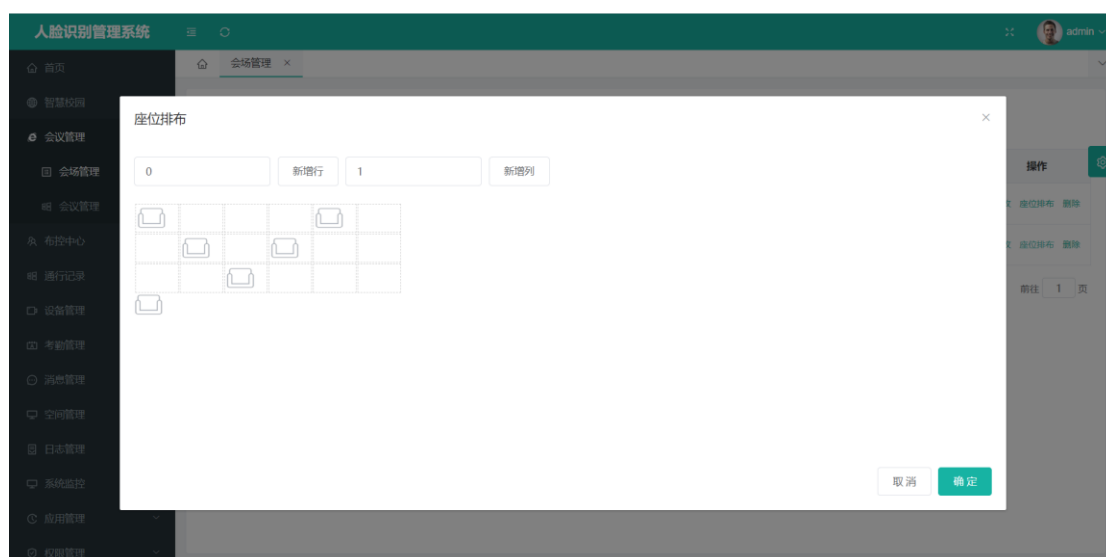 人脸识别管理系统
admin
首页
会场管理 ×
智慧校园
座位排布
×
会议管理
0
新增行
1
新增列
操作
会场管理
会议管理
座位排布 删除
布控中心
座位排布 删除
通行记录
前往 1 页
设备管理
考勤管理
消息管理
空间管理
日志管理
系统监控
取消
确定
应用管理
权限管理